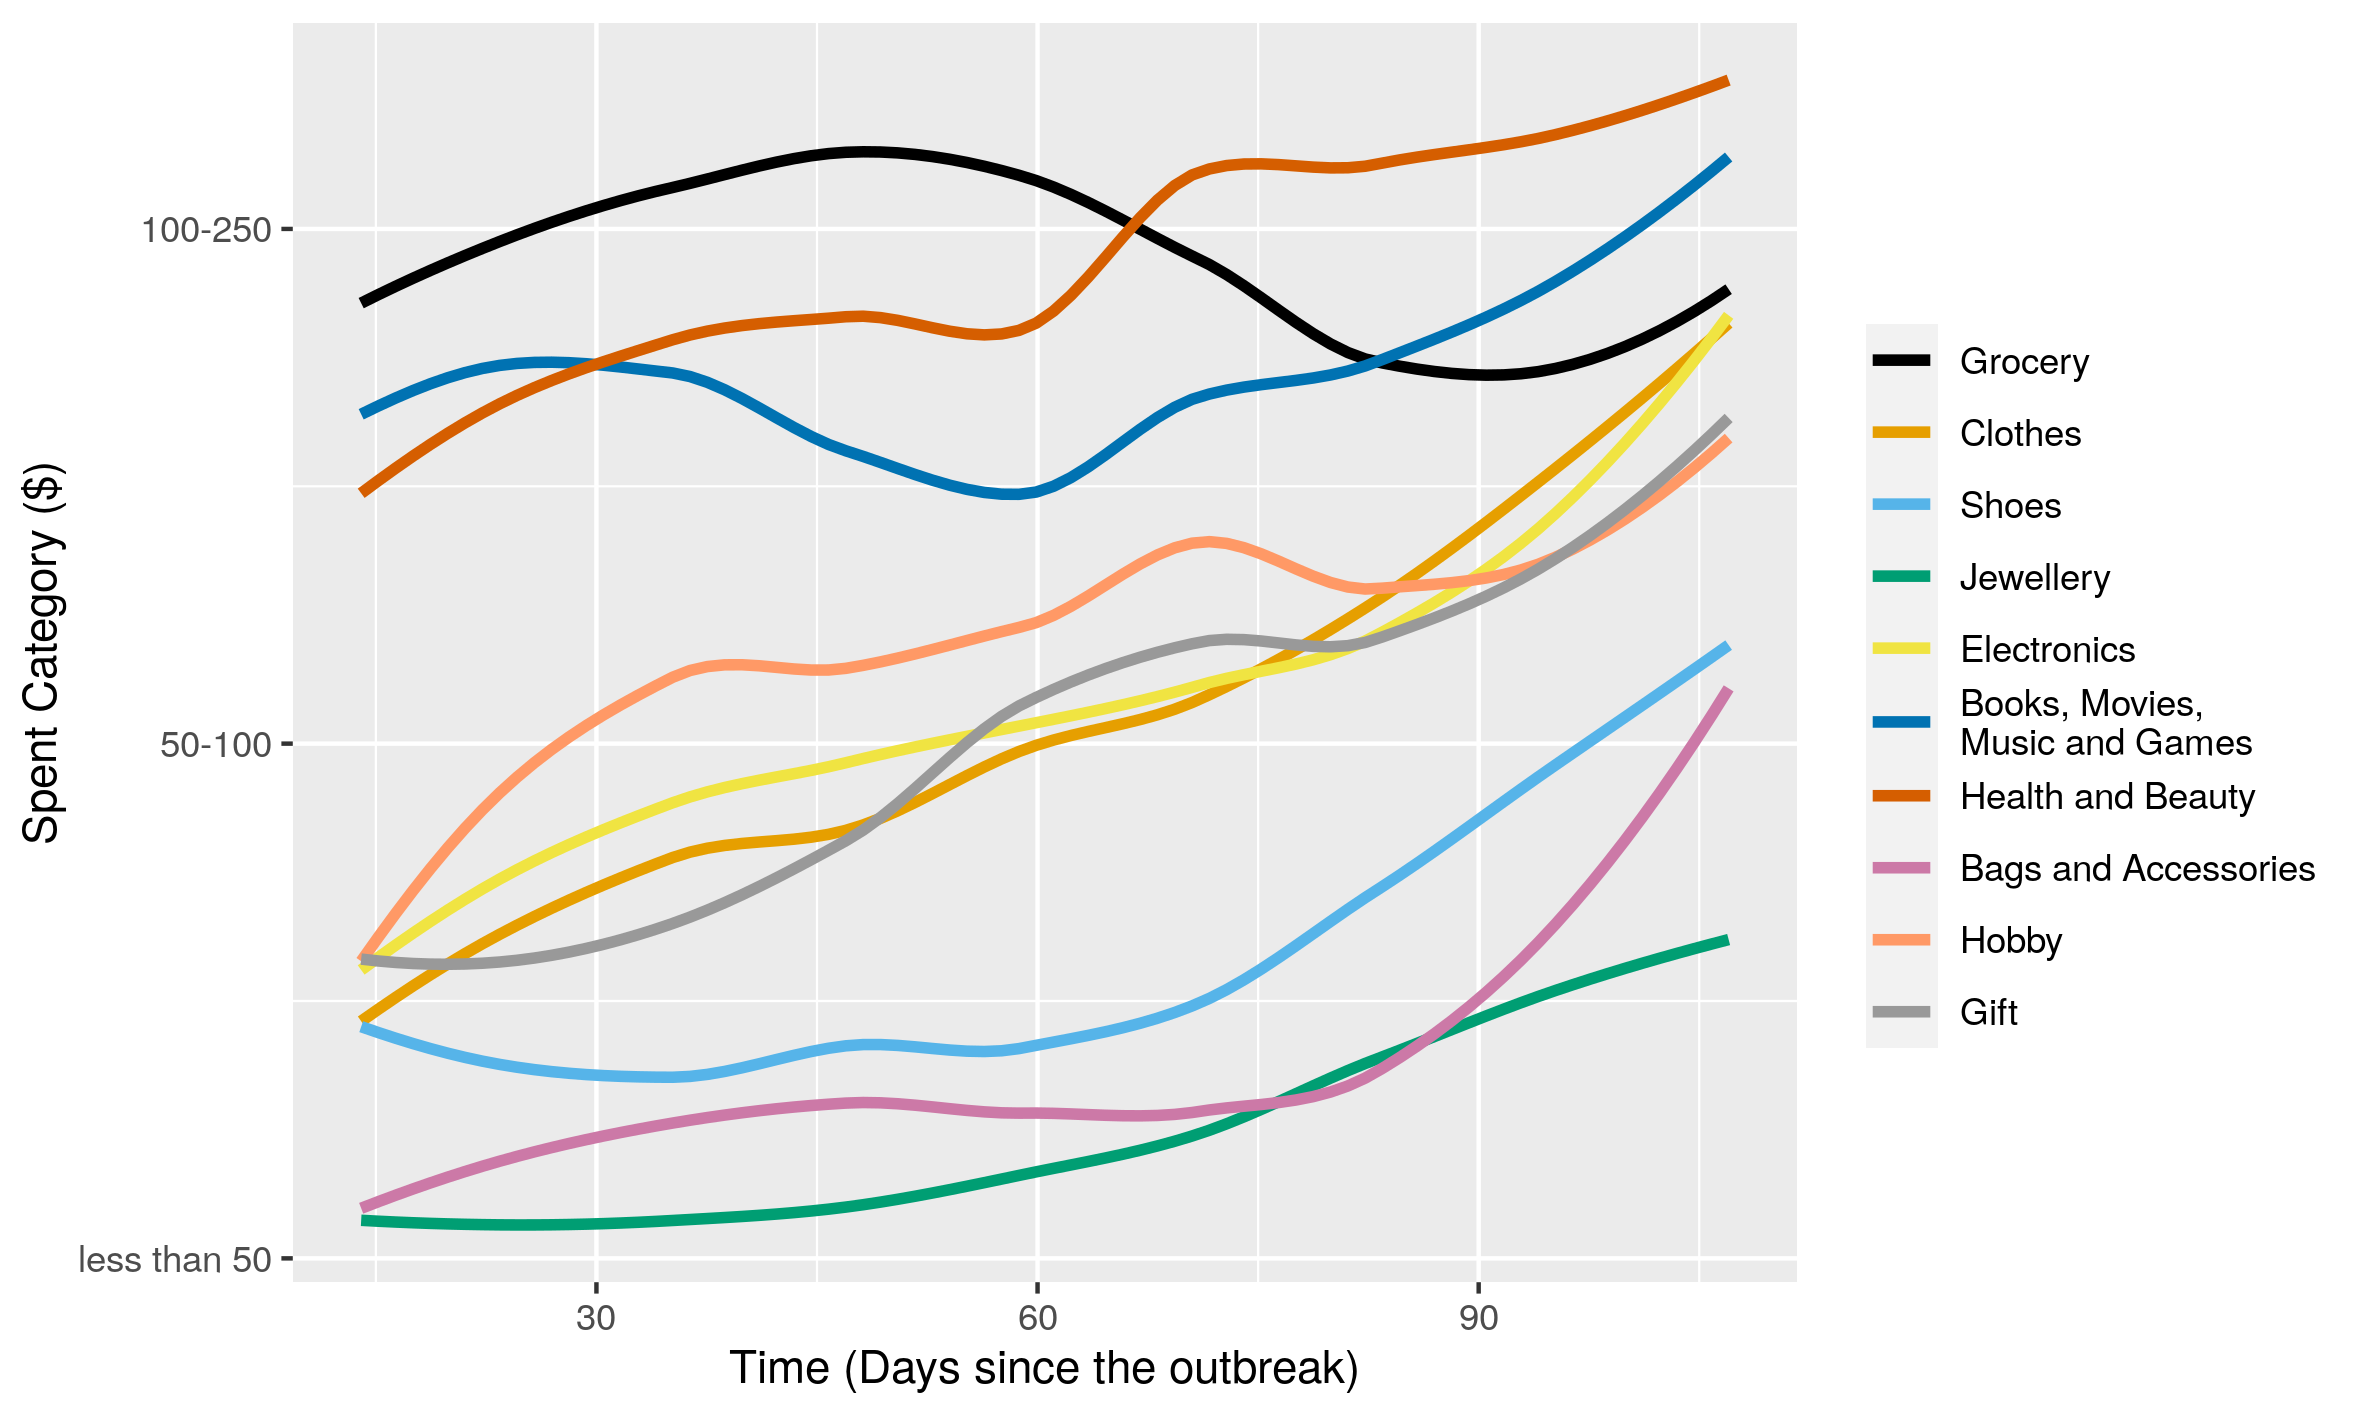 Spent Category ($)
100-250
50-100
less than 50
30
60
90
Time (Days since the outbreak)
Grocery
Clothes
Shoes
Jewellery
Electronics
Books, Movies,
Music and Games
Health and Beauty
Bags and Accessories
Hobby
Gift